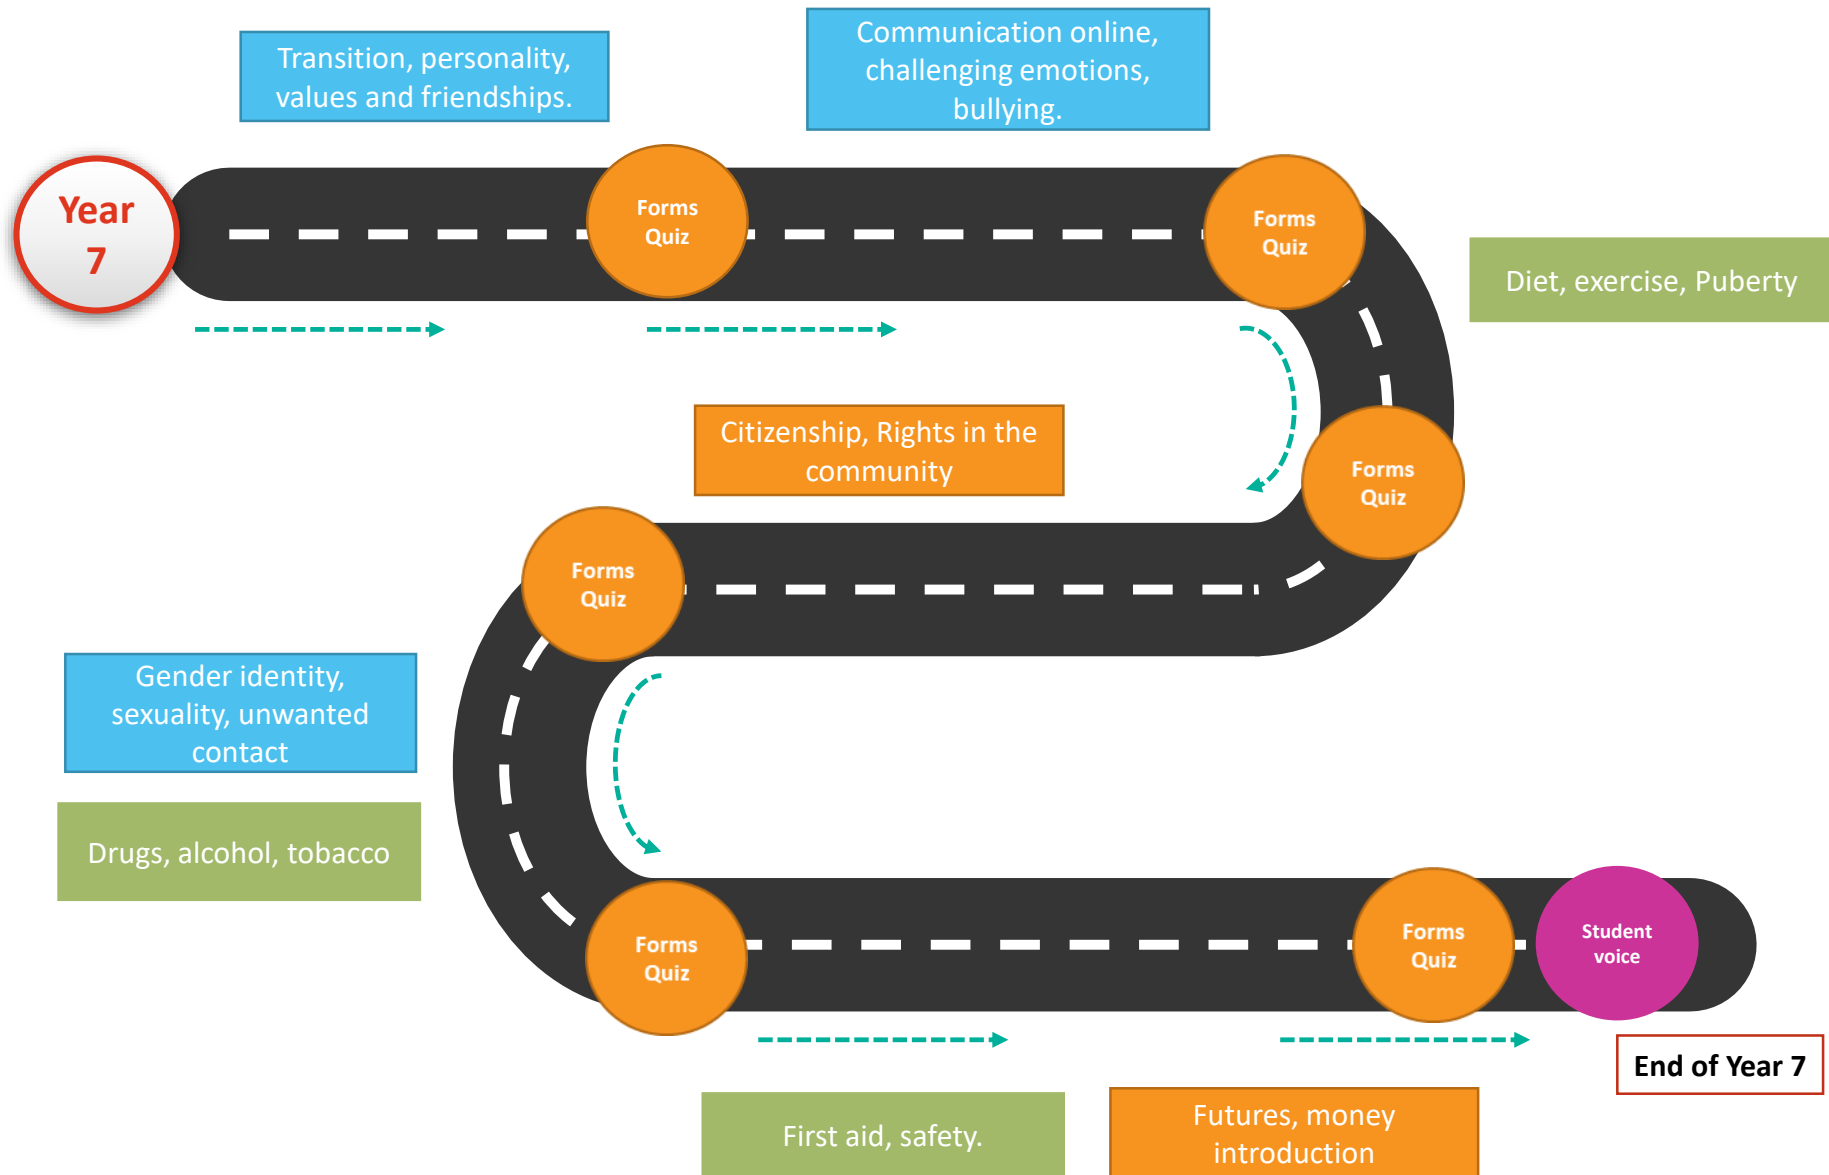 Transition, personality,
values and friendships.
Communication online,
challenging emotions,
bullying.
Year
7
Forms
Quiz
Forms
Quiz
Diet, exercise, Puberty
Citizenship, Rights in the
community
Forms
Quiz
Forms
Quiz
Gender identity,
sexuality, unwanted
contact
Drugs, alcohol, tobacco
Forms
Quiz
Forms
Quiz
Student
voice
End of Year 7
First aid, safety.
Futures, money
introduction